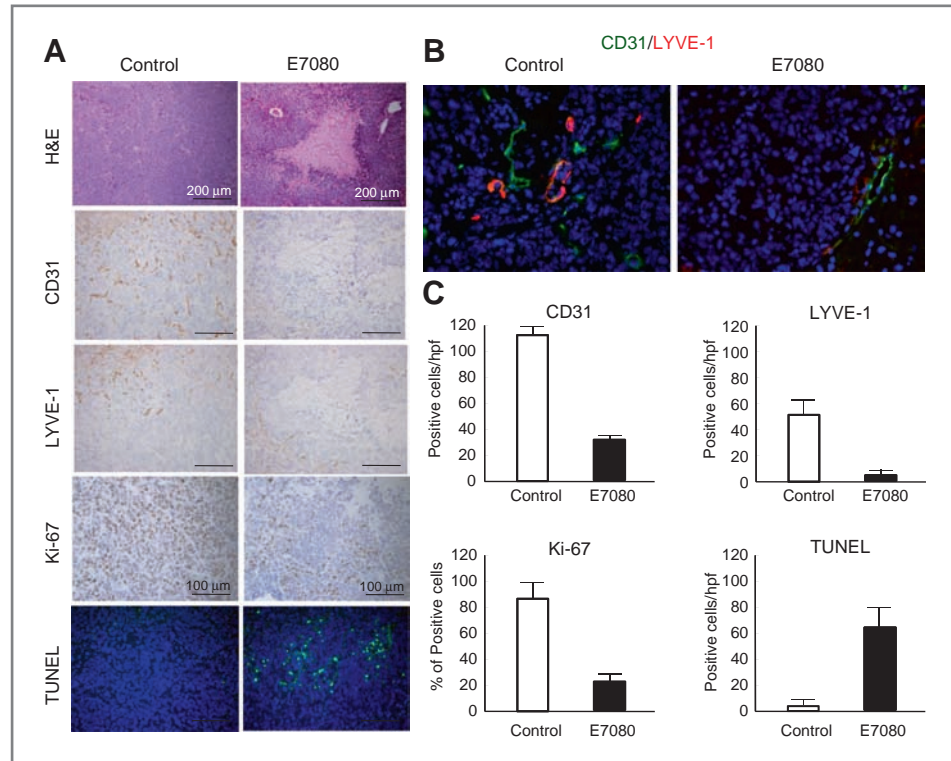 A
Control
E7080
H&E
200 µm
200 µm
CD31
LYVE-1
Ki-67
100 µm
100 µm
TUNEL
B
CD31/LYVE-1
Control
E7080
C
CD31
Positive cells/hpf
120
100
80
60
40
20
0
Control
E7080
LYVE-1
Positive cells/hpf
120
100
80
60
40
20
0
Control
E7080
Ki-67
% of Positive cells
120
100
80
60
40
20
0
Control
E7080
TUNEL
Positive cells/hpf
120
100
80
60
40
20
0
Control
E7080